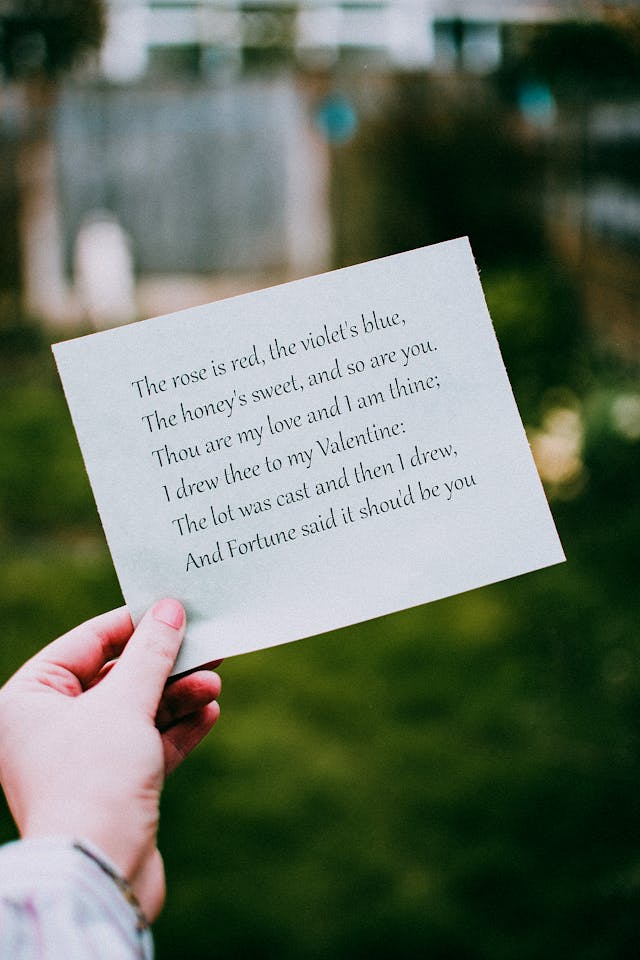 The rose is red, the violet's blue,
The honey's sweet, and so are you.
Thou are my love and I am thine;
I drew thee to my Valentine:
The lot was cast and then I drew,
And Fortune said it shou'd be you